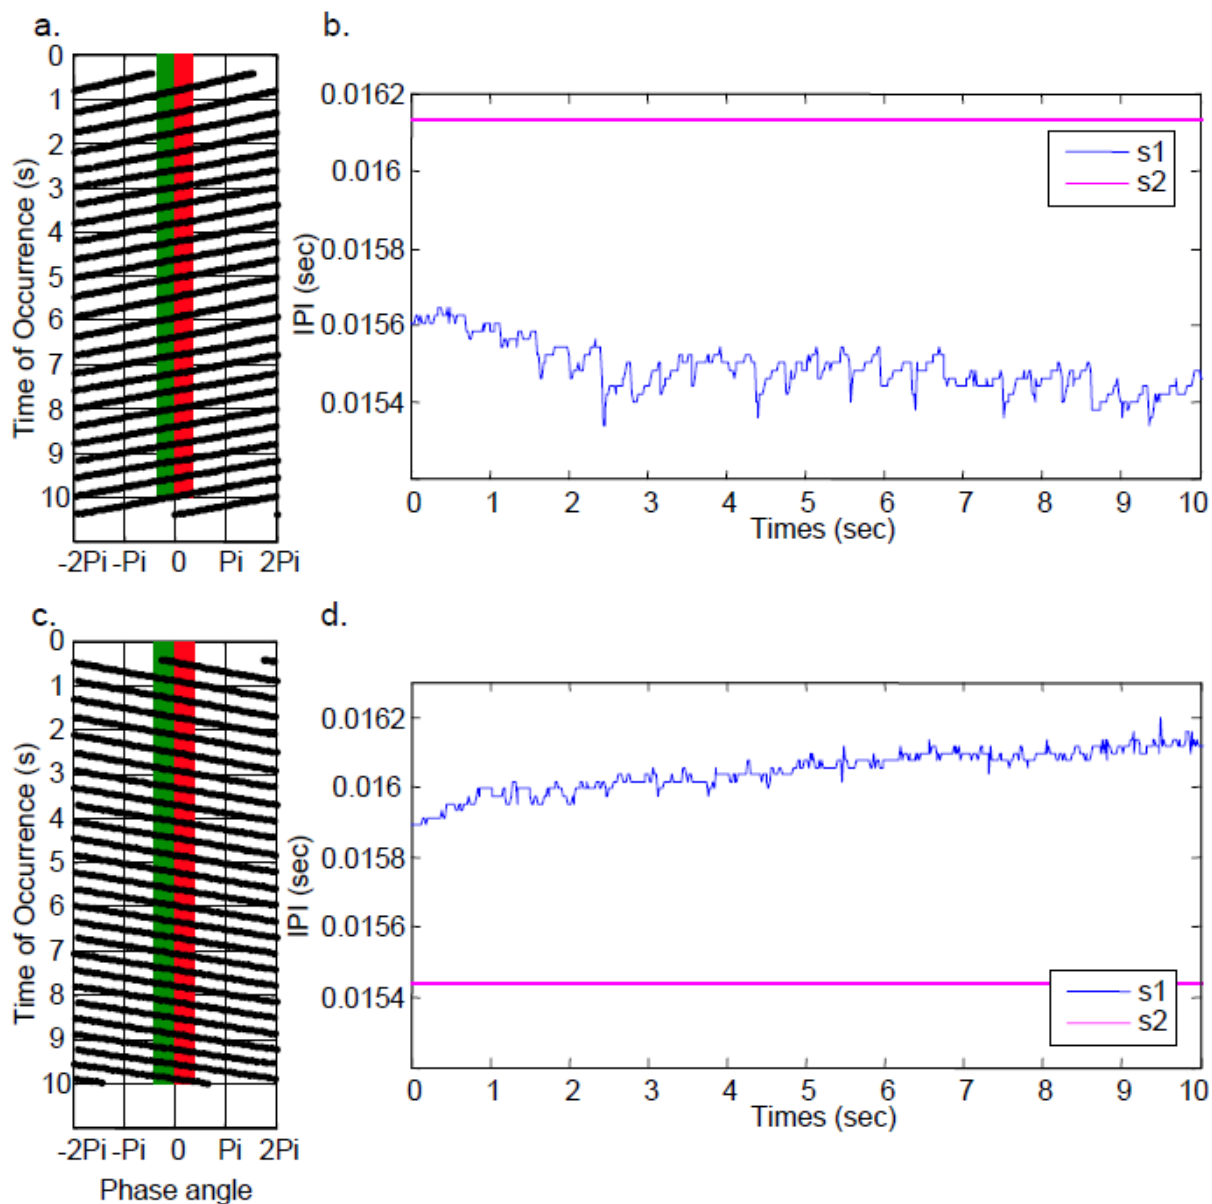 a.
0
1
2
3
4
5
6
7
8
9
10
Time of Occurrence (s)
-2Pi -Pi 0 Pi 2Pi
b.
0.0162
0.016
0.0158
0.0156
0.0154
IPI (sec)
0 1 2 3 4 5 6 7 8 9 10
Times (sec)
s1
s2
c.
0
1
2
3
4
5
6
7
8
9
10
Time of Occurrence (s)
-2Pi -Pi 0 Pi 2Pi
Phase angle
d.
0.0162
0.016
0.0158
0.0156
0.0154
IPI (sec)
0 1 2 3 4 5 6 7 8 9 10
Times (sec)
s1
s2